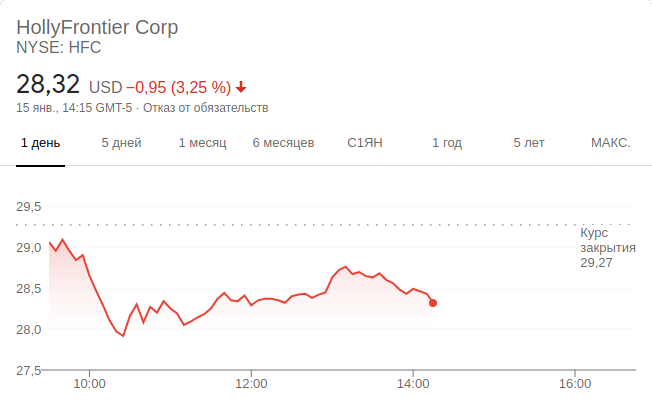 HollyFrontier Corp
NYSE: HFC
28,32 USD −0,95 (3,25 %)
15 янв., 14:15 GMT-5 · Отказ от обязательств
1 день 5 дней 1 месяц 6 месяцев С1ЯН 1 год 5 лет МАКС.
29,5
Курс
29,0 закрытия
29,27
28,5
28,0
27,5
10:00 12:00 14:00 16:00